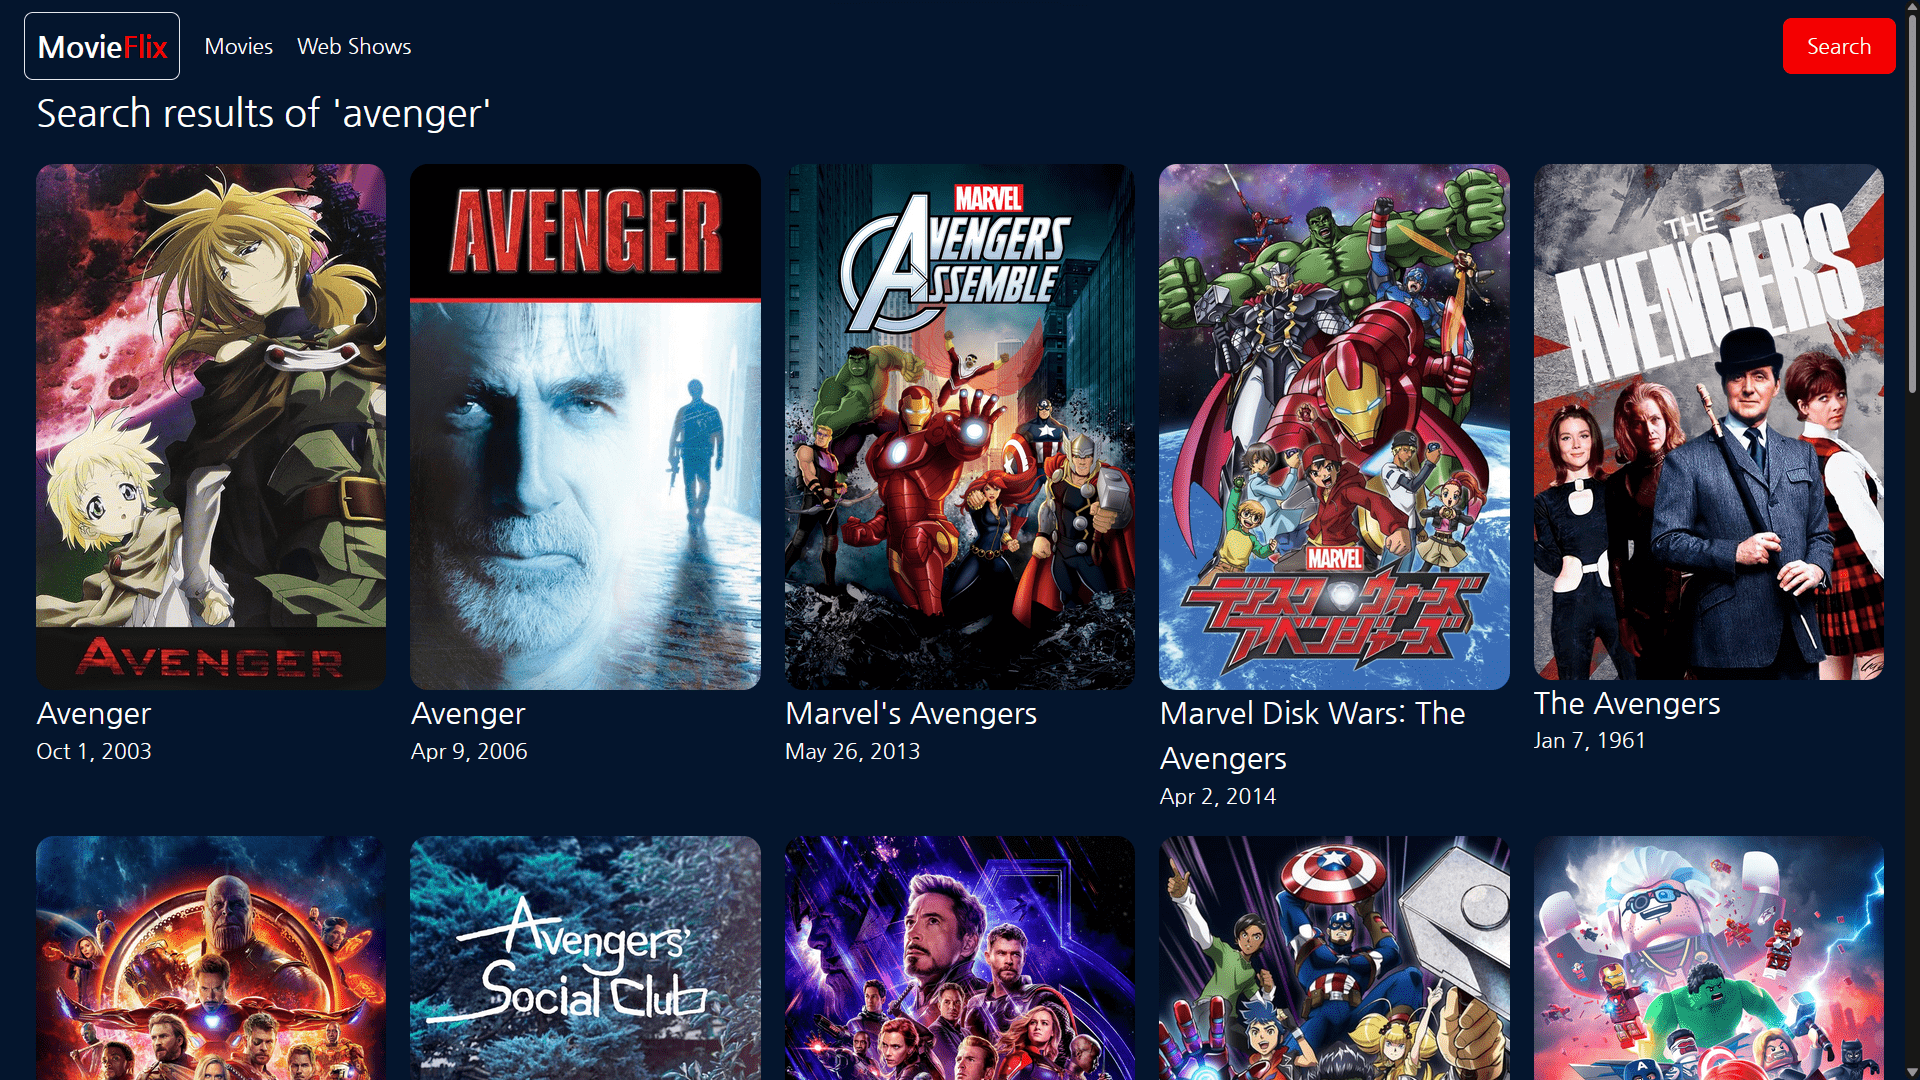 MovieFlix
Movies
Web Shows
Search
Search results of 'avenger'
AVENGER
AVENGER
MARVEL
AVENGERS
ASSEMBLE
MARVEL
ディスク・ウォーズ
アベンジャーズ
THE
AVENGERS
Avenger
Oct 1, 2003
Avenger
Apr 9, 2006
Marvel's Avengers
May 26, 2013
Marvel Disk Wars: The
Avengers
Apr 2, 2014
The Avengers
Jan 7, 1961
Avengers'
Social Club